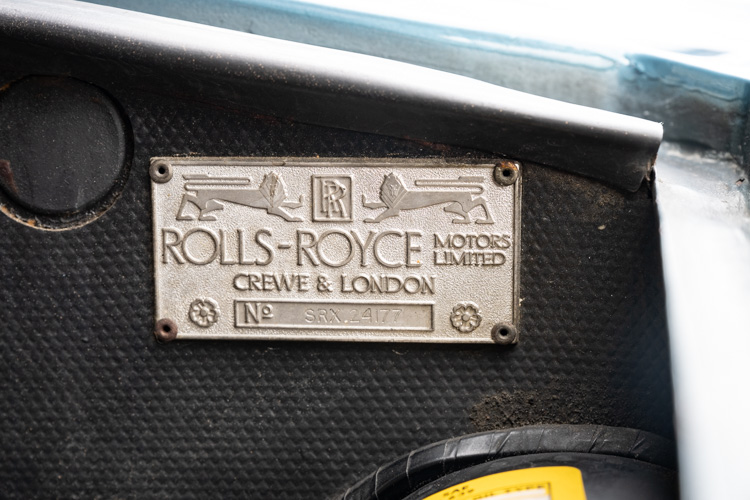 RR
ROLLS-ROYCE MOTORS LIMITED
CREWE & LONDON
Nº SRX.24177